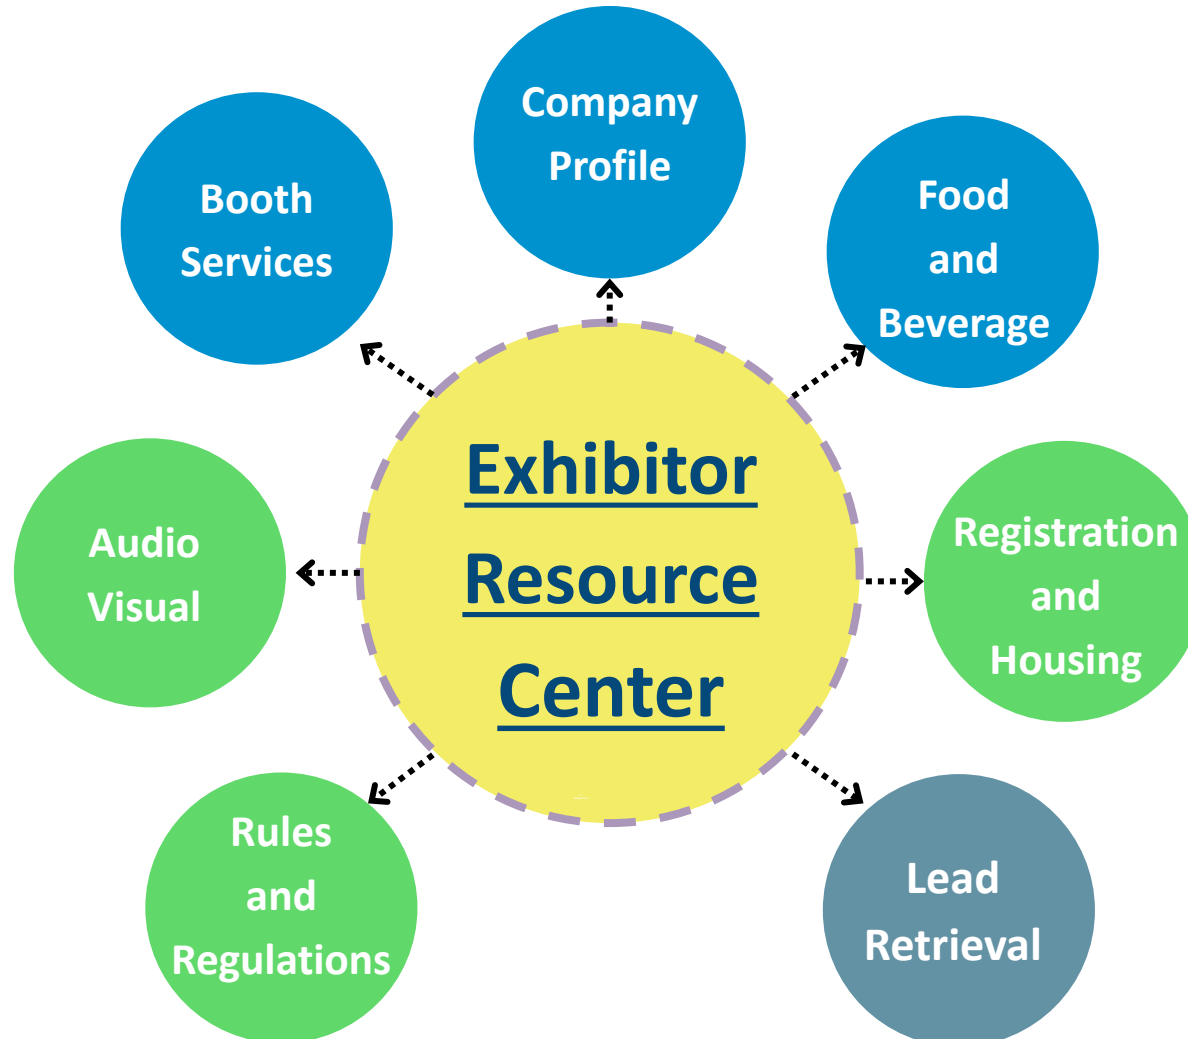 Company
Profile
Booth
Services
Food
and
Beverage
Exhibitor
Resource
Center
Audio
Visual
Registration
and
Housing
Rules
and
Regulations
Lead
Retrieval